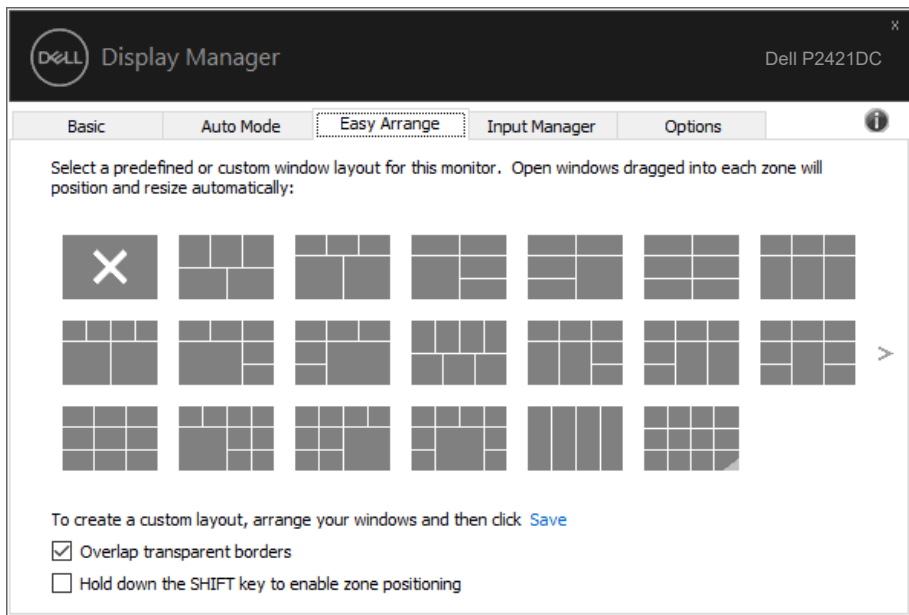 x
DELL Display Manager
Dell P2421DC
Basic Auto Mode Easy Arrange Input Manager Options
Select a predefined or custom window layout for this monitor. Open windows dragged into each zone will
position and resize automatically:
>
To create a custom layout, arrange your windows and then click Save
Overlap transparent borders
Hold down the SHIFT key to enable zone positioning